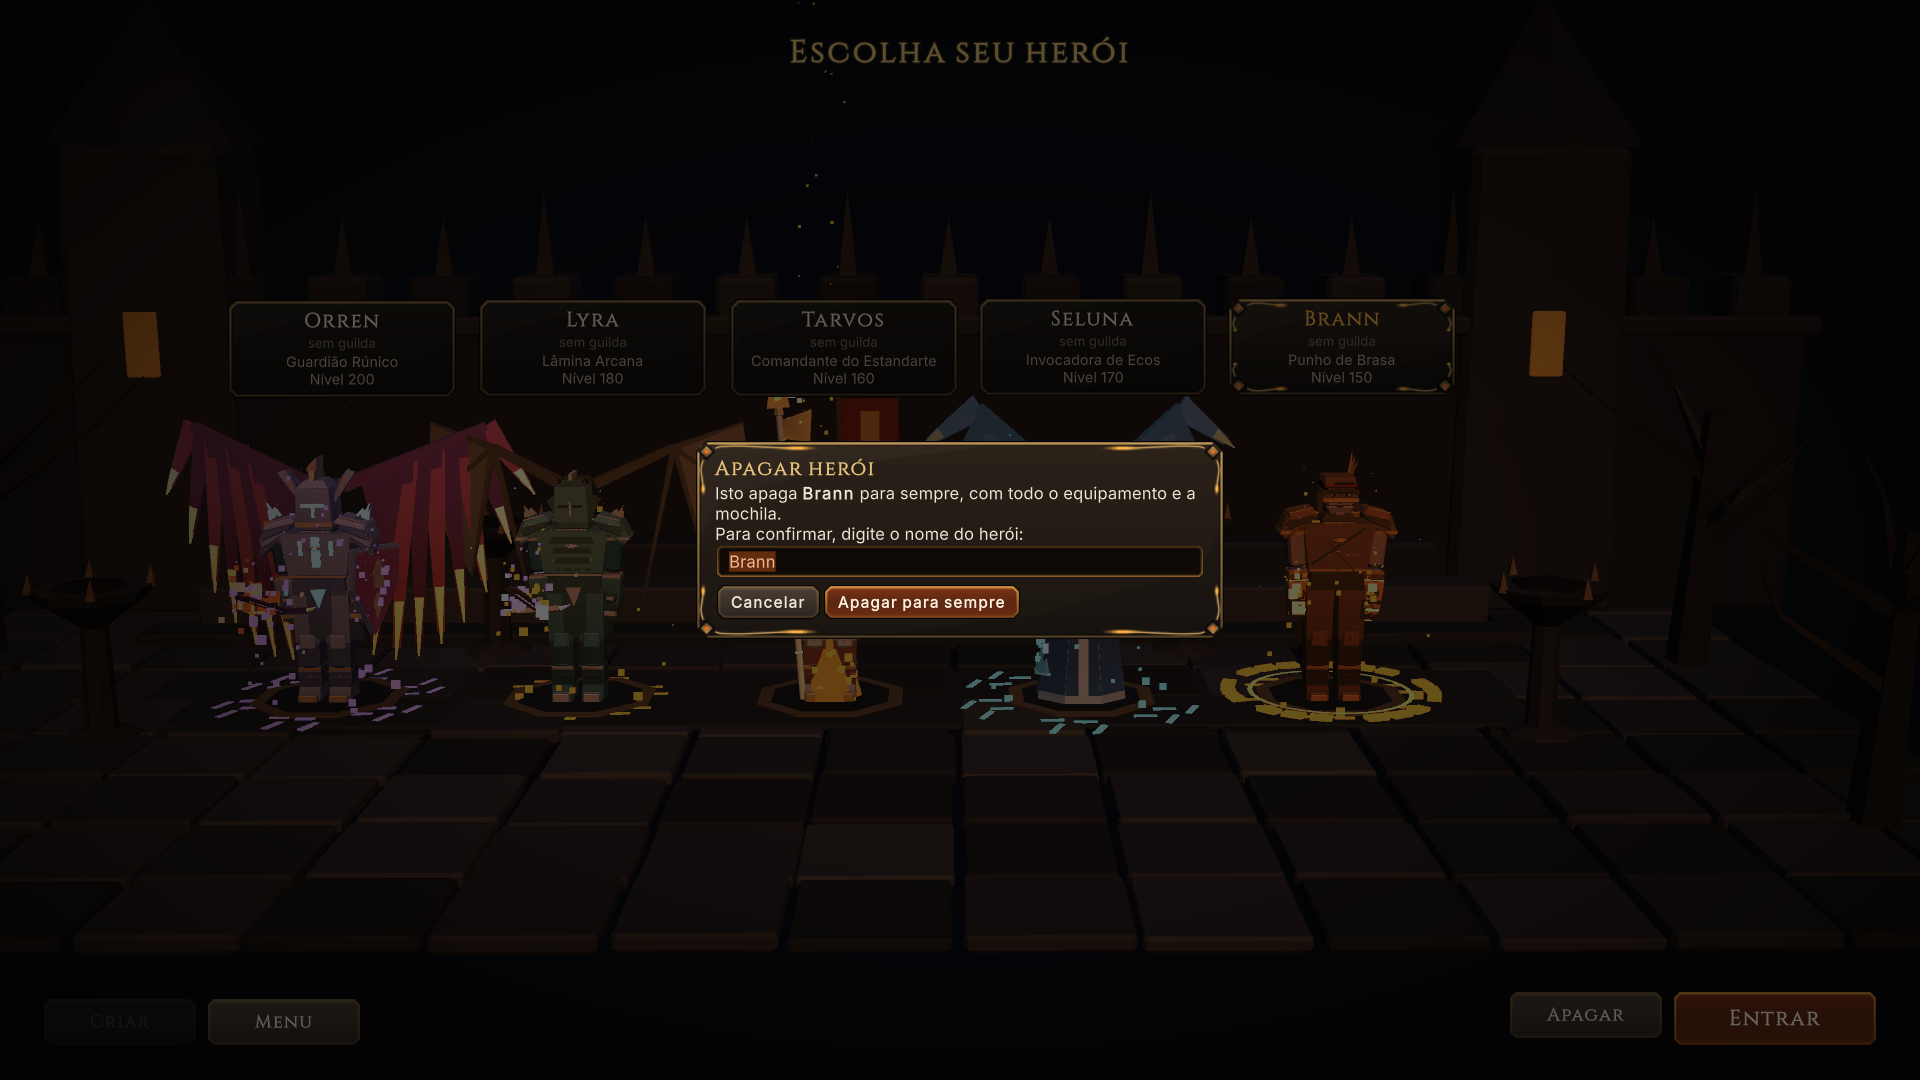 Escolha seu herói
Orren
sem guilda
Guardião Rúnico
Nível 200
Lyra
sem guilda
Lâmina Arcana
Nível 180
Tarvos
sem guilda
Comandante do Estandarte
Nível 160
Seluna
sem guilda
Invocadora de Ecos
Nível 170
Brann
sem guilda
Punho de Brasa
Nível 150
Apagar herói
Isto apaga Brann para sempre, com todo o equipamento e a
mochila.
Para confirmar, digite o nome do herói:
Brann
Cancelar
Apagar para sempre
Criar
Menu
Apagar
Entrar